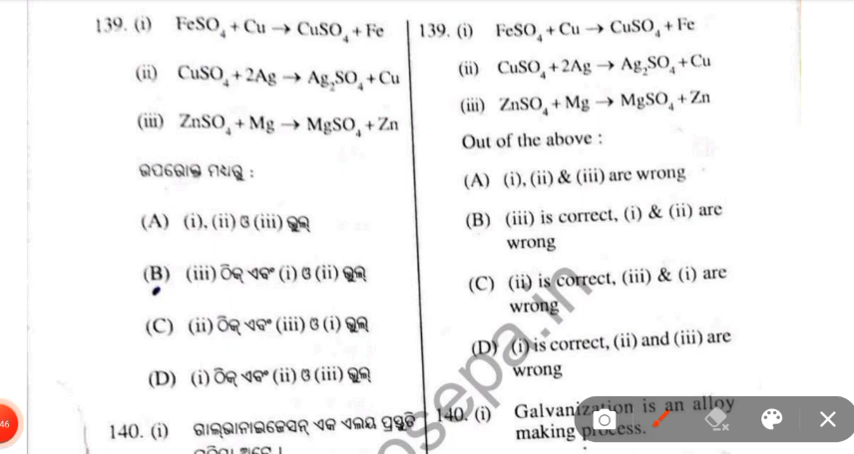 139. (i) FeSO₄ + Cu → CuSO₄ + Fe
(ii) CuSO₄ + 2Ag → Ag₂SO₄ + Cu
(iii) ZnSO₄ + Mg → MgSO₄ + Zn
ଉପରୋକ୍ତ ମଧ୍ୟରୁ :
(A) (i), (ii) ଓ (iii) ଭୁଲ୍
(B) (iii) ଠିକ୍ ଏବଂ (i) ଓ (ii) ଭୁଲ୍
(C) (ii) ଠିକ୍ ଏବଂ (iii) ଓ (i) ଭୁଲ୍
(D) (i) ଠିକ୍ ଏବଂ (ii) ଓ (iii) ଭୁଲ୍
140. (i) ଗାଲ୍‌ଭାନାଇଜେସନ୍ ଏକ ଏଲୟ ପ୍ରସ୍ତୁତି
139. (i) FeSO₄ + Cu → CuSO₄ + Fe
(ii) CuSO₄ + 2Ag → Ag₂SO₄ + Cu
(iii) ZnSO₄ + Mg → MgSO₄ + Zn
Out of the above :
(A) (i), (ii) & (iii) are wrong
(B) (iii) is correct, (i) & (ii) are
wrong
(C) (ii) is correct, (iii) & (i) are
wrong
(D) (i) is correct, (ii) and (iii) are
wrong
140. (i) Galvanization is an alloy
making process.
osepa.in
46